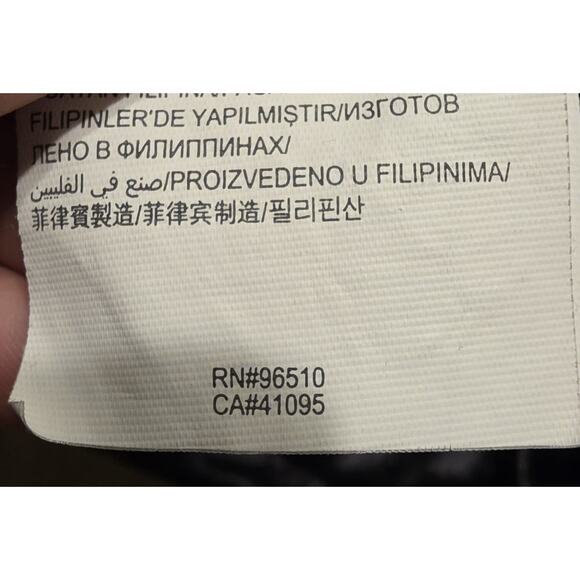 FILIPINLER'DE YAPILMIŞTIR/ИЗГОТОВ
ЛЕНО В ФИЛИППИНАХ/
صنع في الفليبين/PROIZVEDENO U FILIPINIMA/
菲律賓製造/菲律宾制造/필리핀산
RN#96510
CA#41095